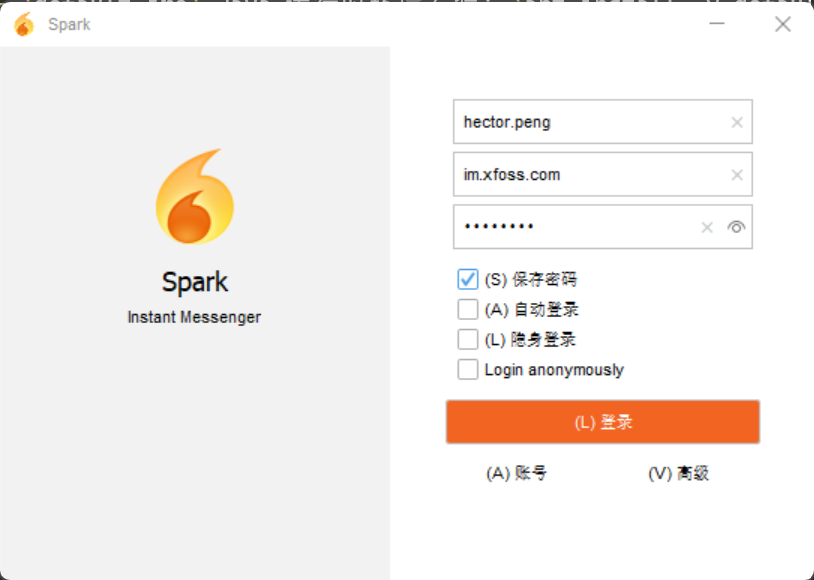 Spark
hector.peng
im.xfoss.com
••••••••
(S) 保存密码
(A) 自动登录
(L) 隐身登录
Login anonymously
(L) 登录
(A) 账号
(V) 高级
Spark
Instant Messenger